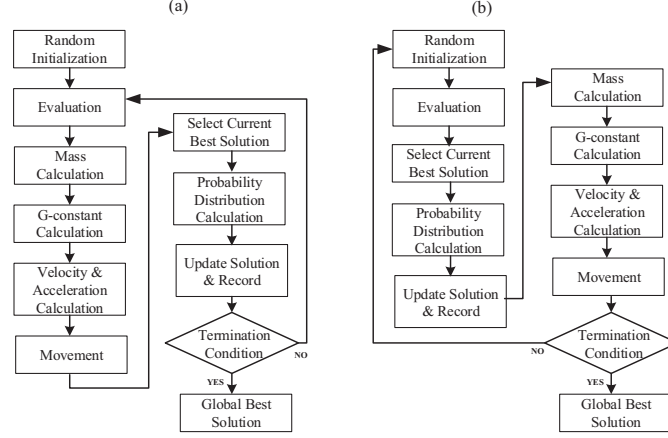 (a)
Random
Initialization
Evaluation
Mass
Calculation
G-constant
Calculation
Velocity &
Acceleration
Calculation
Movement
Select Current
Best Solution
Probability
Distribution
Calculation
Update Solution
& Record
Termination
Condition
NO
YES
Global Best
Solution
(b)
Random
Initialization
Evaluation
Select Current
Best Solution
Probability
Distribution
Calculation
Update Solution
& Record
Mass
Calculation
G-constant
Calculation
Velocity &
Acceleration
Calculation
Movement
Termination
Condition
NO
YES
Global Best
Solution